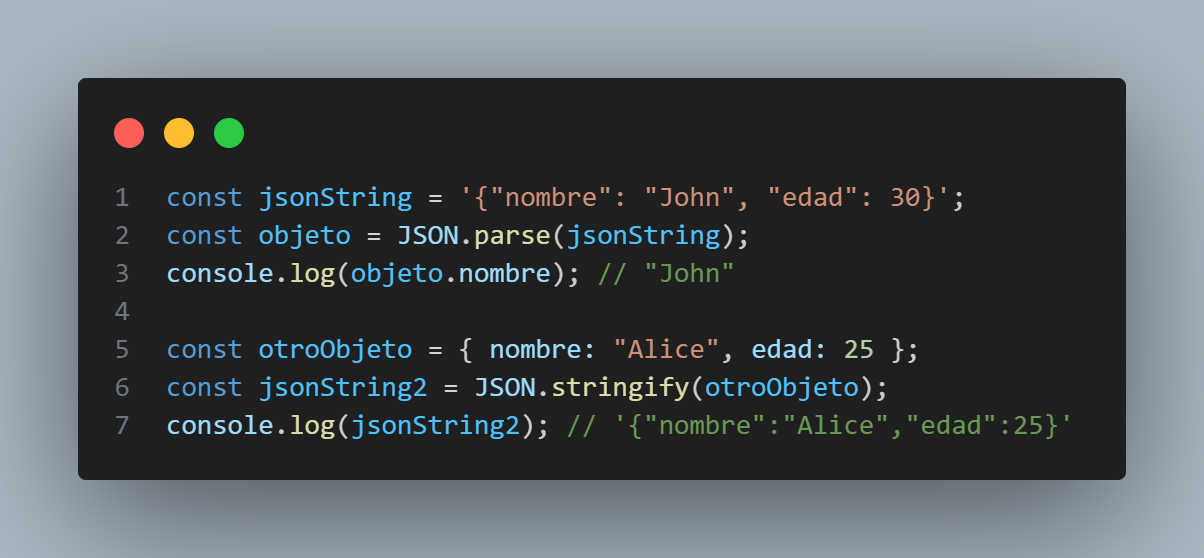 1 const jsonString = '{"nombre": "John", "edad": 30}';
2 const objeto = JSON.parse(jsonString);
3 console.log(objeto.nombre); // "John"
4
5 const otroObjeto = { nombre: "Alice", edad: 25 };
6 const jsonString2 = JSON.stringify(otroObjeto);
7 console.log(jsonString2); // '{"nombre":"Alice","edad":25}'